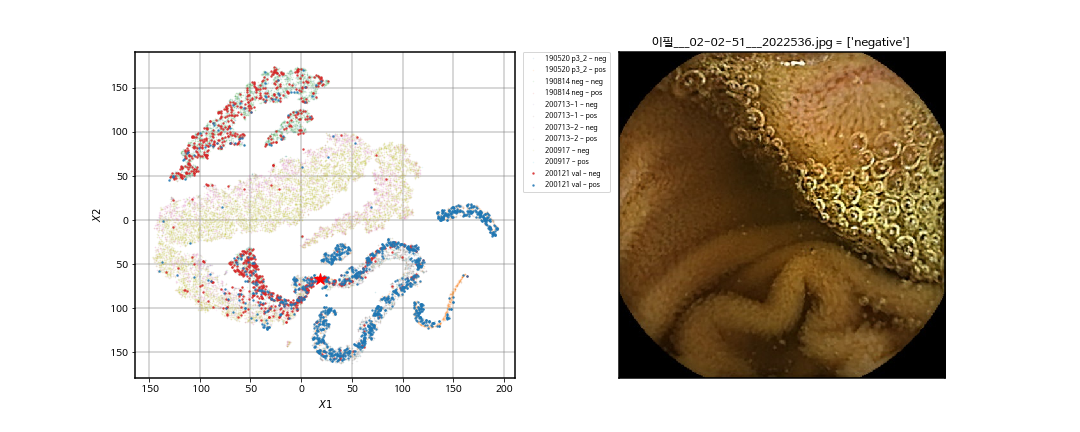 이필___02-02-51___2022536.jpg = ['negative']
150
100
50
0
50
100
150
X2
150
100
50
0
50
100
150
200
X1
190520 p3_2 - neg
190520 p3_2 - pos
190814 neg - neg
190814 neg - pos
200713-1 - neg
200713-1 - pos
200713-2 - neg
200713-2 - pos
200917 - neg
200917 - pos
200121 val - neg
200121 val - pos